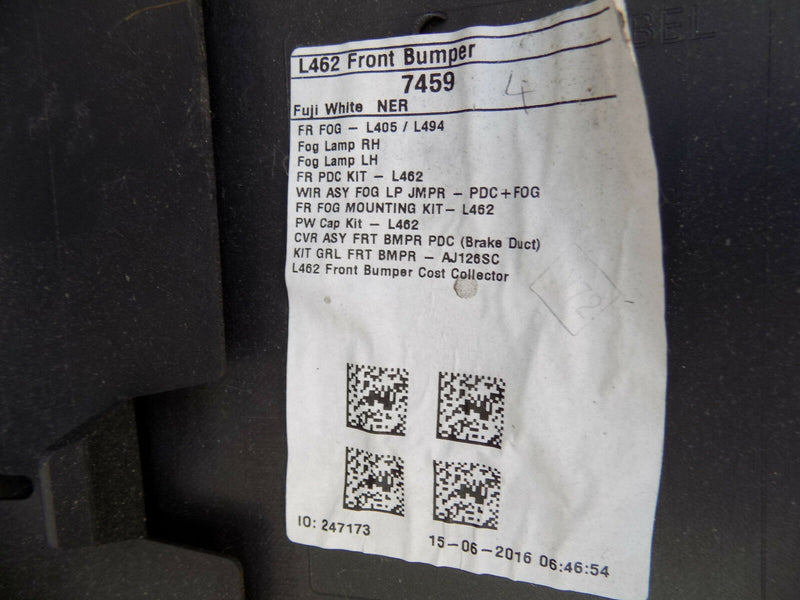 BEL
L462 Front Bumper
7459
4
Fuji White NER
FR FOG - L405 / L494
Fog Lamp RH
Fog Lamp LH
FR PDC KIT - L462
WIR ASY FOG LP JMPR - PDC+FOG
FR FOG MOUNTING KIT- L462
PW Cap Kit - L462
CVR ASY FRT BMPR PDC (Brake Duct)
KIT GRL FRT BMPR - AJ126SC
L462 Front Bumper Cost Collector
IO: 247173
15-06-2016 06:46:54